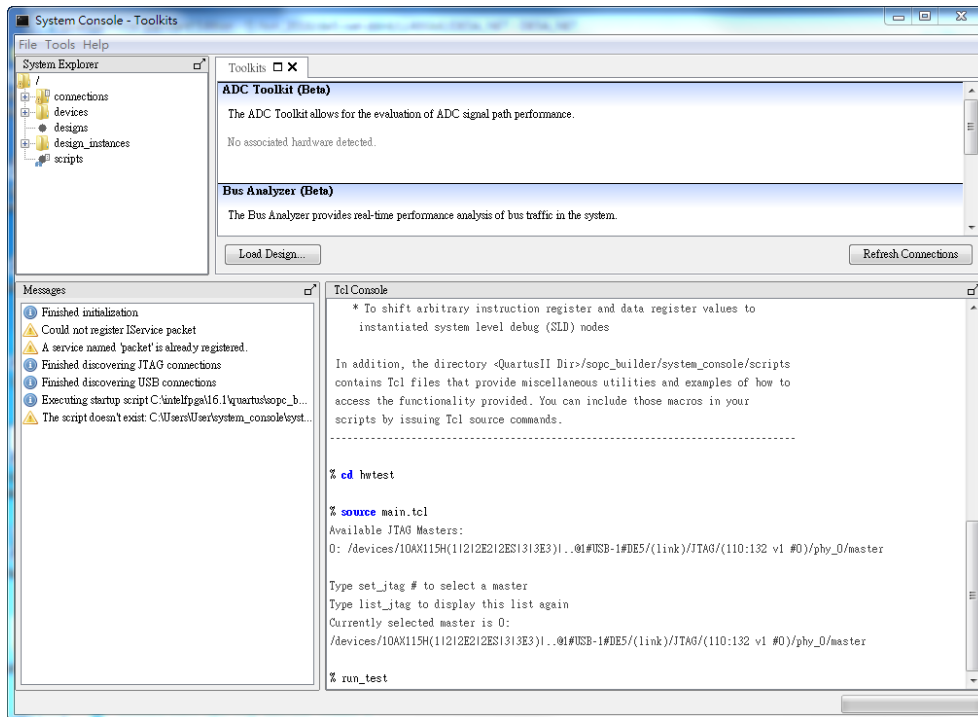 System Console - Toolkits
File Tools Help
System Explorer
/
connections
devices
designs
design_instances
scripts
Toolkits
ADC Toolkit (Beta)
The ADC Toolkit allows for the evaluation of ADC signal path performance.
No associated hardware detected.
Bus Analyzer (Beta)
The Bus Analyzer provides real-time performance analysis of bus traffic in the system.
Load Design...
Refresh Connections
Messages
Finished initialization
Could not register IService packet
A service named 'packet' is already registered.
Finished discovering JTAG connections
Finished discovering USB connections
Executing startup script C:\intelfpga\16.1\quartus\sopc_b...
The script doesn't exist: C:\Users\User\system_console\syst...
Tcl Console
* To shift arbitrary instruction register and data register values to
instantiated system level debug (SLD) nodes
In addition, the directory <QuartusII Dir>/sopc_builder/system_console/scripts
contains Tcl files that provide miscellaneous utilities and examples of how to
access the functionality provided. You can include those macros in your
scripts by issuing Tcl source commands.
--------------------------------------------------------------------------
% cd hwtest
% source main.tcl
Available JTAG Masters:
0: /devices/10AX115H(1|2|2E2|2ES|3|3E3)|..@1#USB-1#DE5/(link)/JTAG/(110:132 v1 #0)/phy_0/master
Type set_jtag # to select a master
Type list_jtag to display this list again
Currently selected master is 0:
/devices/10AX115H(1|2|2E2|2ES|3|3E3)|..@1#USB-1#DE5/(link)/JTAG/(110:132 v1 #0)/phy_0/master
% run_test